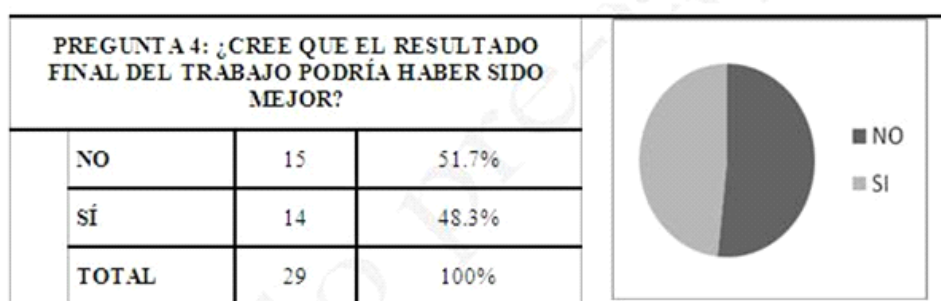 PREGUNTA 4: ¿CREE QUE EL RESULTADO
FINAL DEL TRABAJO PODRÍA HABER SIDO
MEJOR?
NO 15 51.7%
SÍ 14 48.3%
TOTAL 29 100%
NO
SI